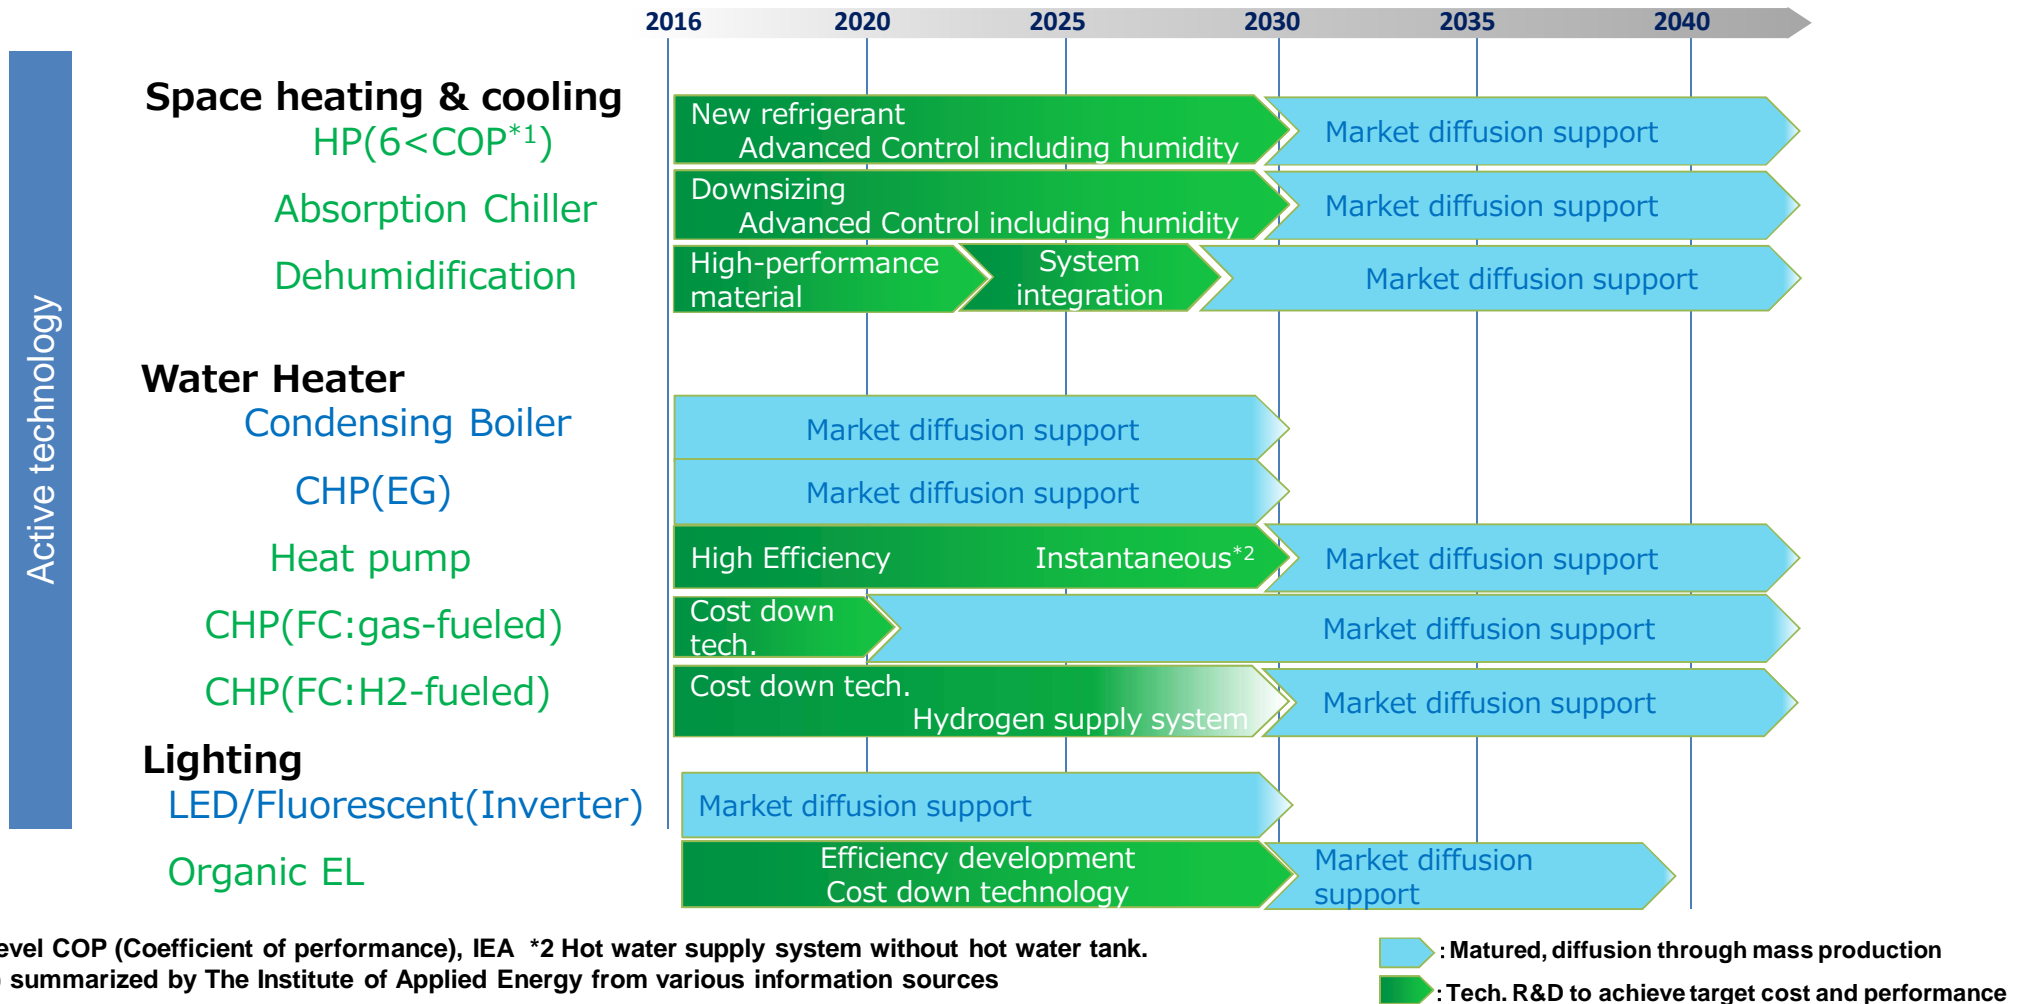 2016 2020 2025 2030 2035 2040
Active technology
Space heating & cooling
HP(6<COP*1)
New refrigerant
Advanced Control including humidity
Market diffusion support
Absorption Chiller
Downsizing
Advanced Control including humidity
Market diffusion support
Dehumidification
High-performance
material
System
integration
Market diffusion support
Water Heater
Condensing Boiler
Market diffusion support
CHP(EG)
Market diffusion support
Heat pump
High Efficiency
Instantaneous*2
Market diffusion support
CHP(FC:gas-fueled)
Cost down
tech.
Market diffusion support
CHP(FC:H2-fueled)
Cost down tech.
Hydrogen supply system
Market diffusion support
Lighting
LED/Fluorescent(Inverter)
Market diffusion support
Organic EL
Efficiency development
Cost down technology
Market diffusion
support
COP (Coefficient of performance), IEA *2 Hot water supply system without hot water tank.
summarized by The Institute of Applied Energy from various information sources
: Matured, diffusion through mass production
: Tech. R&D to achieve target cost and performance